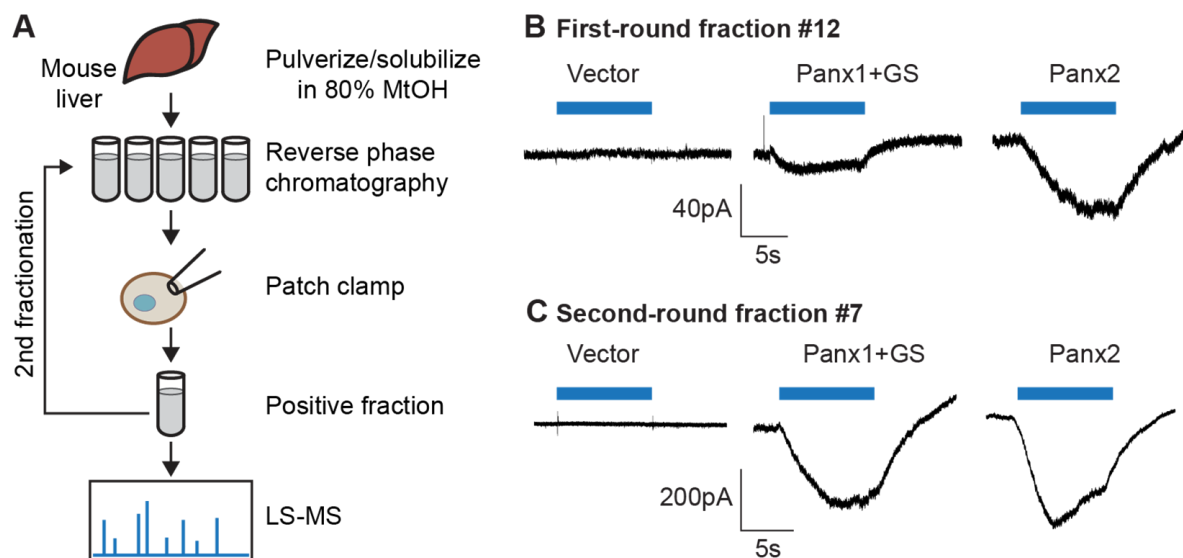 A
Mouse
liver
Pulverize/solubilize
in 80% MtOH
Reverse phase
chromatography
2nd fractionation
Patch clamp
Positive fraction
LS-MS
B First-round fraction #12
Vector
Panx1+GS
Panx2
40pA
5s
C Second-round fraction #7
Vector
Panx1+GS
Panx2
200pA
5s